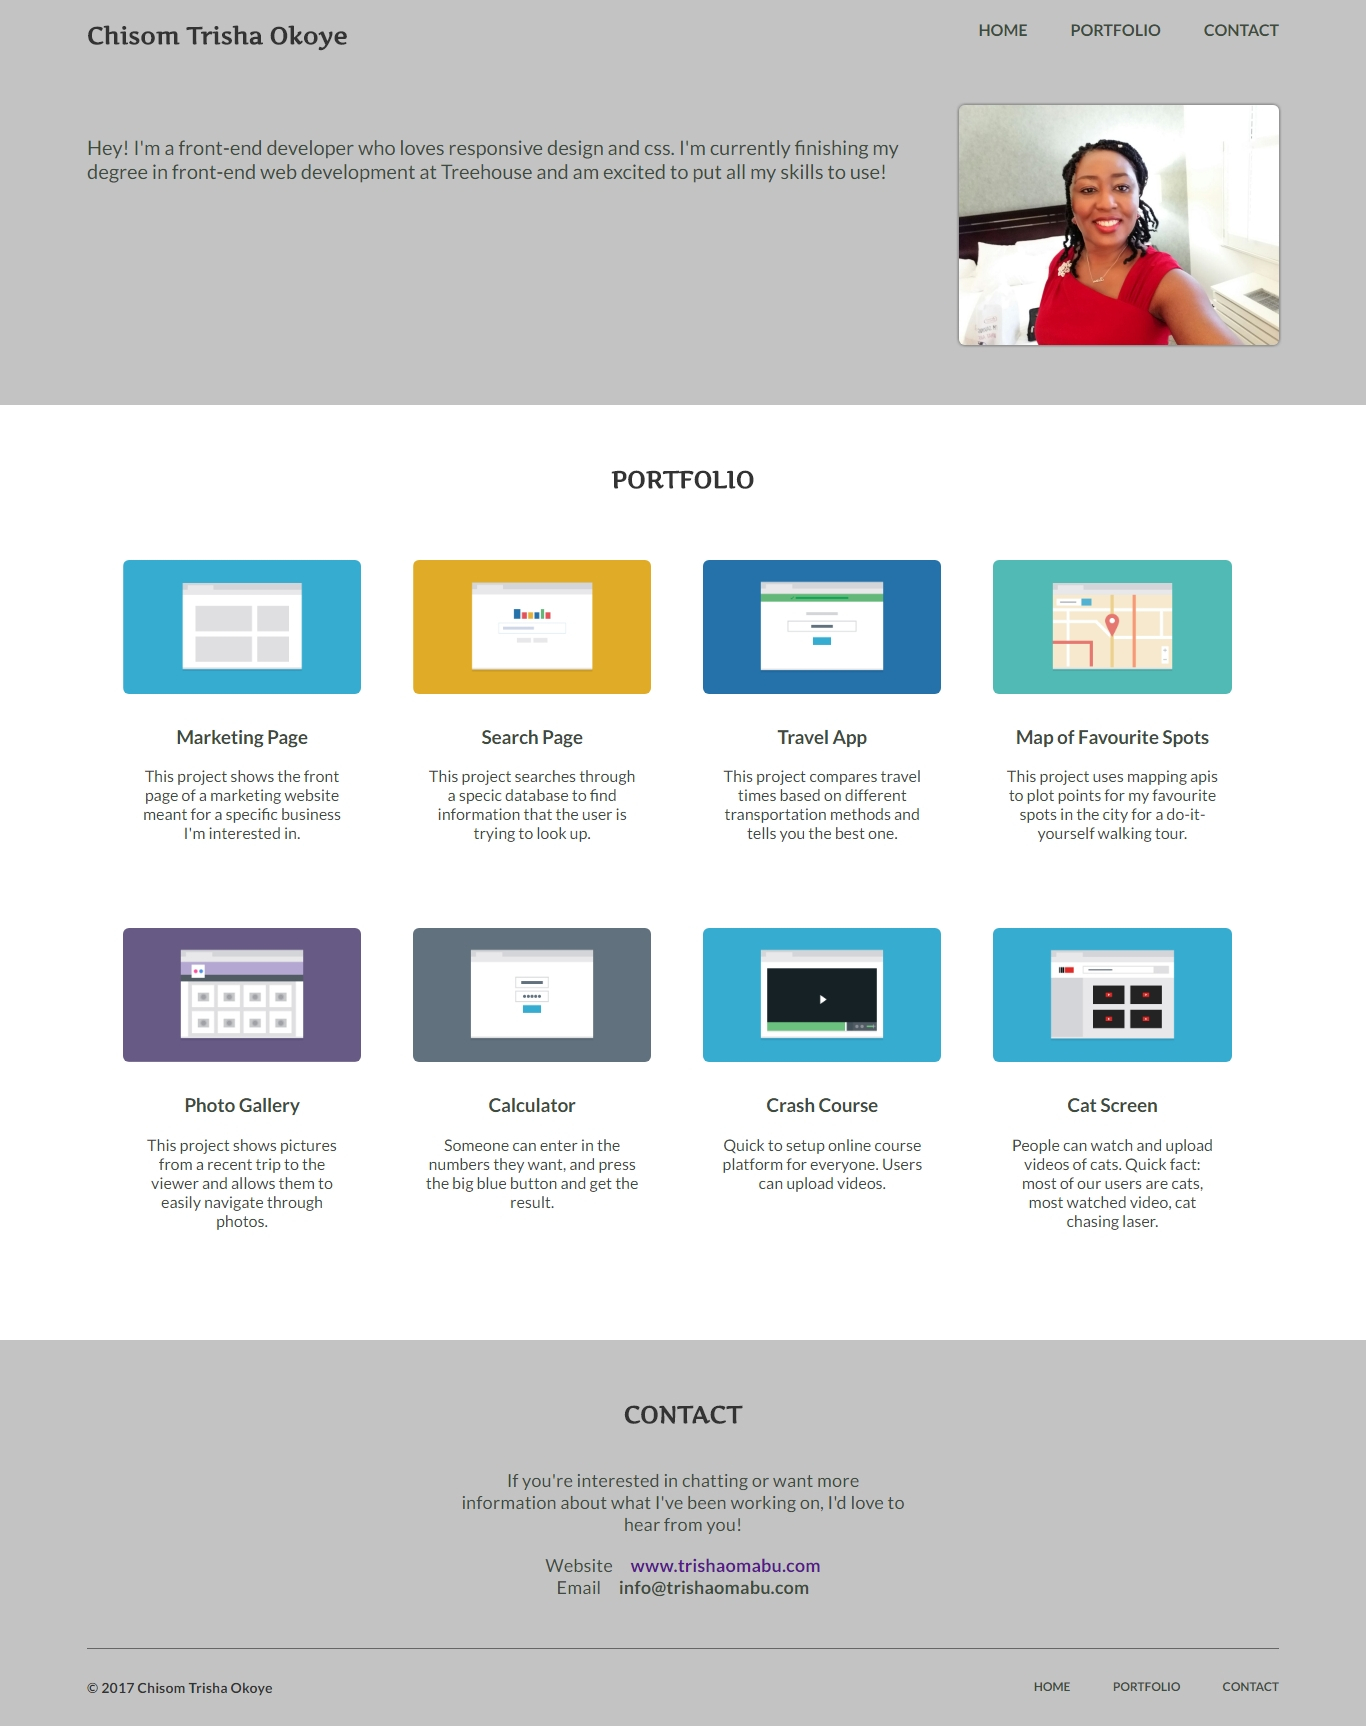 Chisom Trisha Okoye
HOME PORTFOLIO CONTACT
Hey! I'm a front-end developer who loves responsive design and css. I'm currently finishing my
degree in front-end web development at Treehouse and am excited to put all my skills to use!
PORTFOLIO
Marketing Page
This project shows the front
page of a marketing website
meant for a specific business
I'm interested in.
Search Page
This project searches through
a specic database to find
information that the user is
trying to look up.
Travel App
This project compares travel
times based on different
transportation methods and
tells you the best one.
Map of Favourite Spots
This project uses mapping apis
to plot points for my favourite
spots in the city for a do-it-
yourself walking tour.
Photo Gallery
This project shows pictures
from a recent trip to the
viewer and allows them to
easily navigate through
photos.
Calculator
Someone can enter in the
numbers they want, and press
the big blue button and get the
result.
Crash Course
Quick to setup online course
platform for everyone. Users
can upload videos.
Cat Screen
People can watch and upload
videos of cats. Quick fact:
most of our users are cats,
most watched video, cat
chasing laser.
CONTACT
If you're interested in chatting or want more
information about what I've been working on, I'd love to
hear from you!
Website www.trishaomabu.com
Email info@trishaomabu.com
© 2017 Chisom Trisha Okoye
HOME PORTFOLIO CONTACT